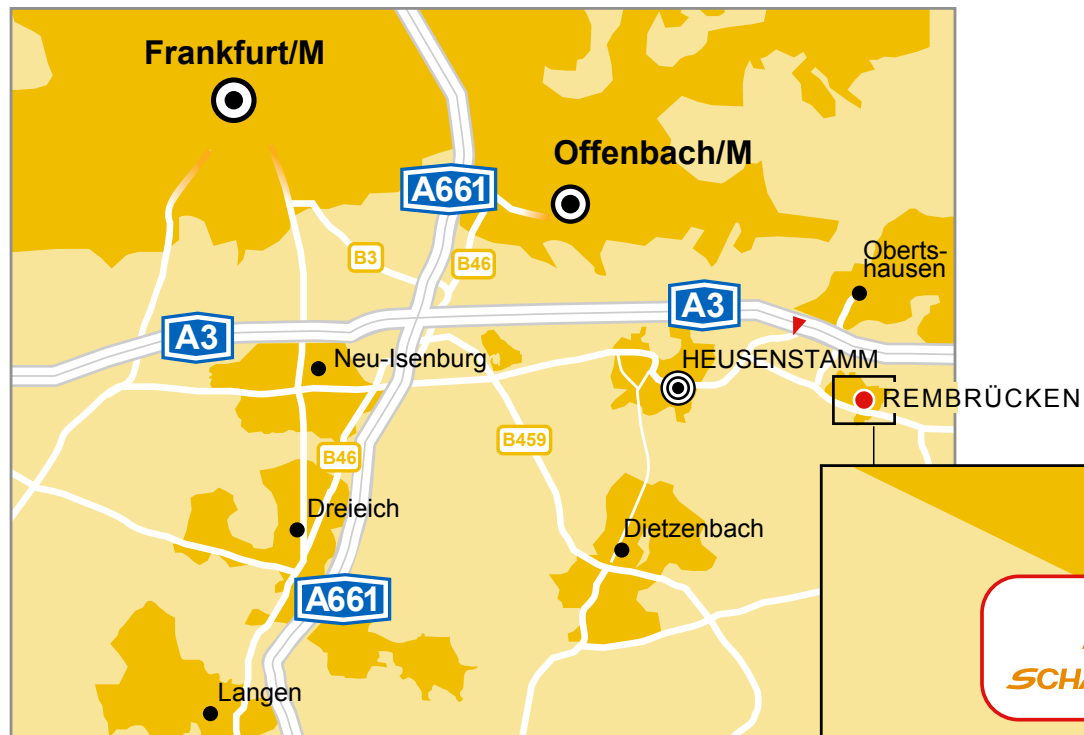 Frankfurt/M
Offenbach/M
A661
B3
B46
Oberts-
hausen
A3
A3
Neu-Isenburg
HEUSENSTAMM
REMBRÜCKEN
B459
B46
Dreieich
Dietzenbach
A661
Langen